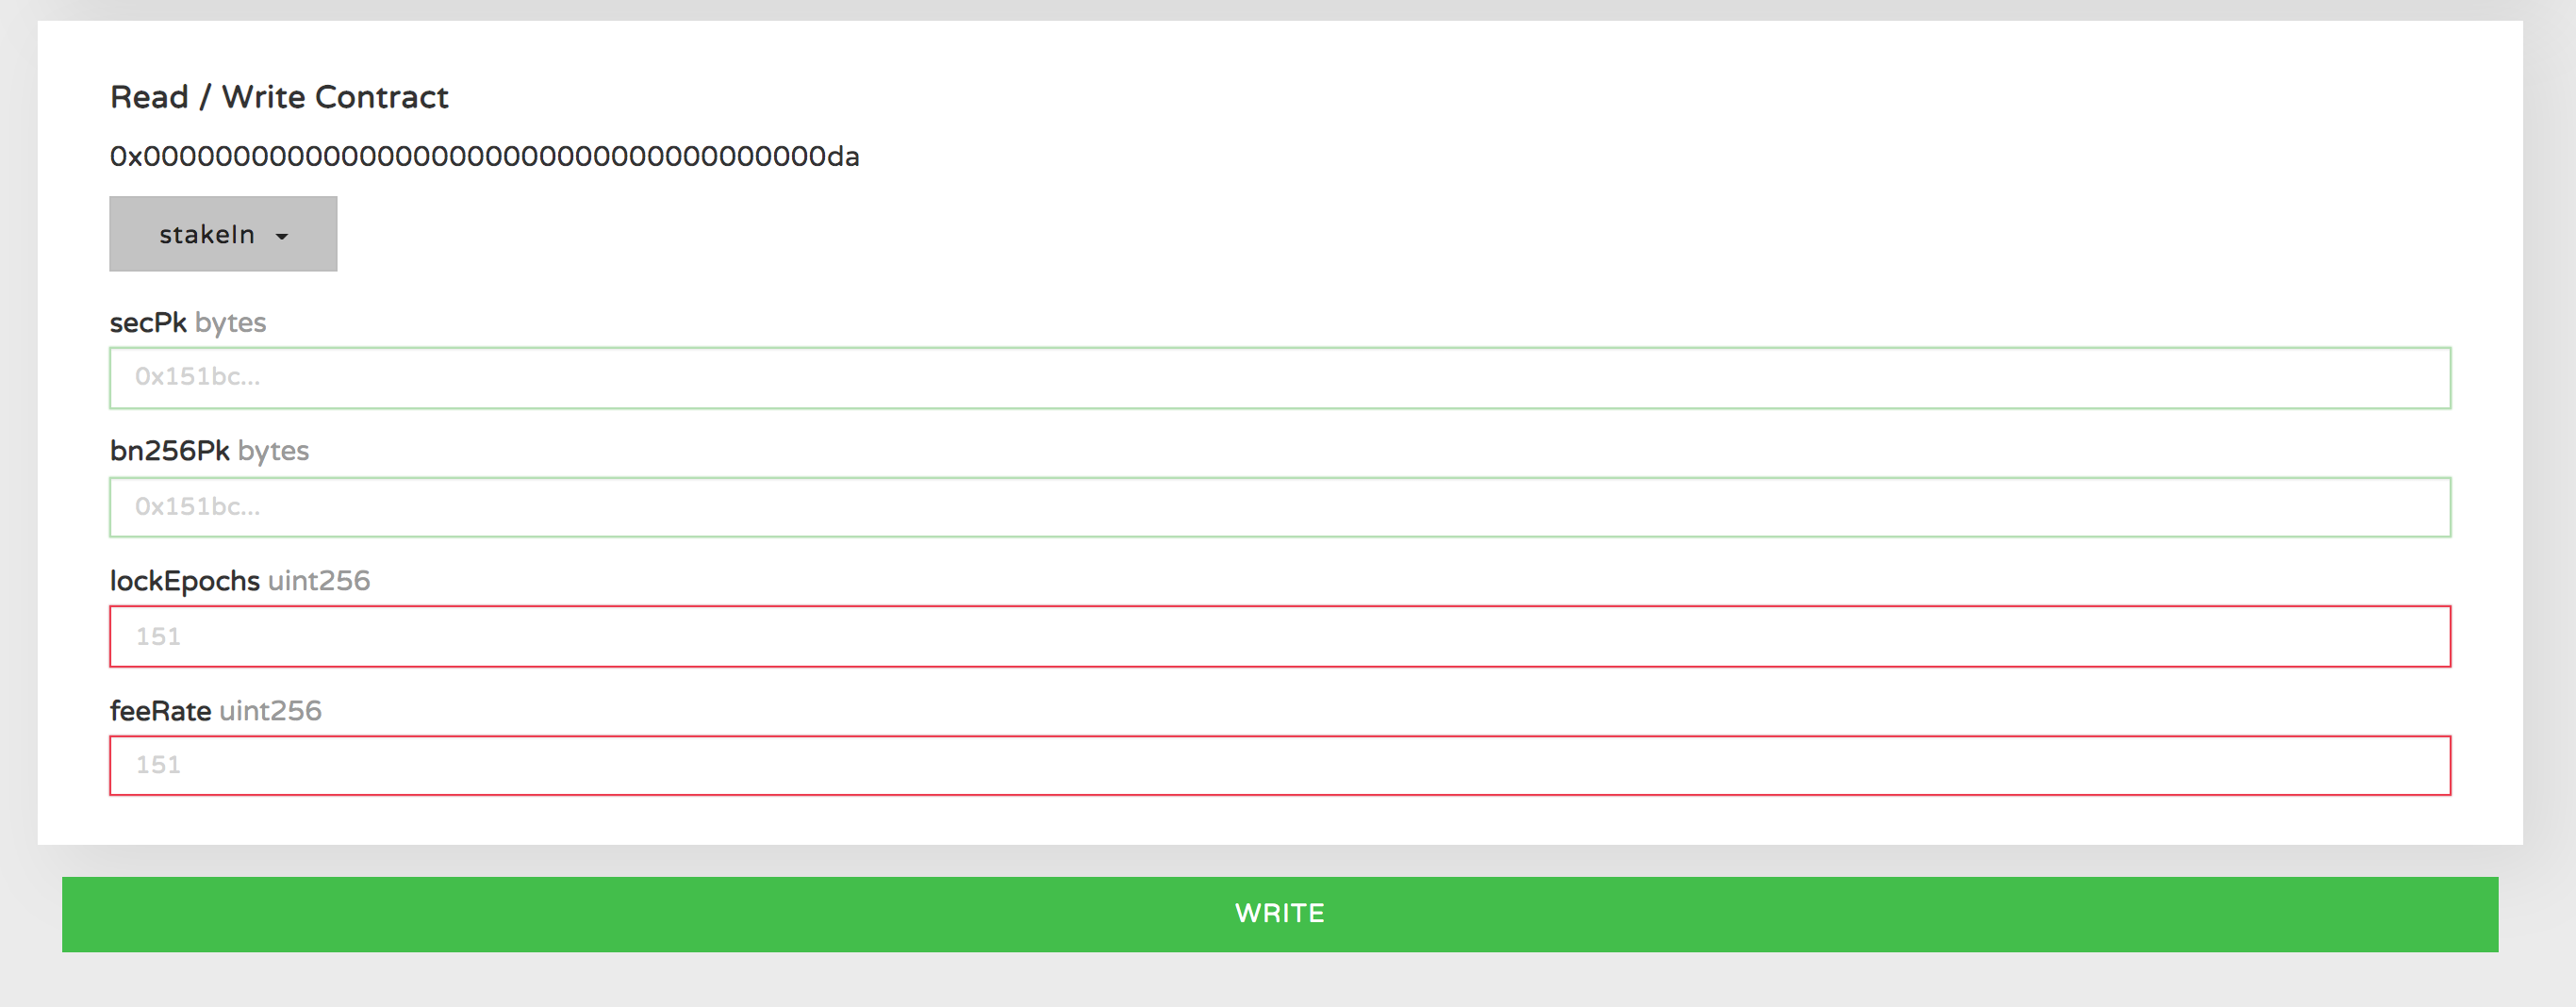 Read / Write Contract
0x00000000000000000000000000000000000000da
stakeIn
secPk bytes
0x151bc...
bn256Pk bytes
0x151bc...
lockEpochs uint256
151
feeRate uint256
151
WRITE